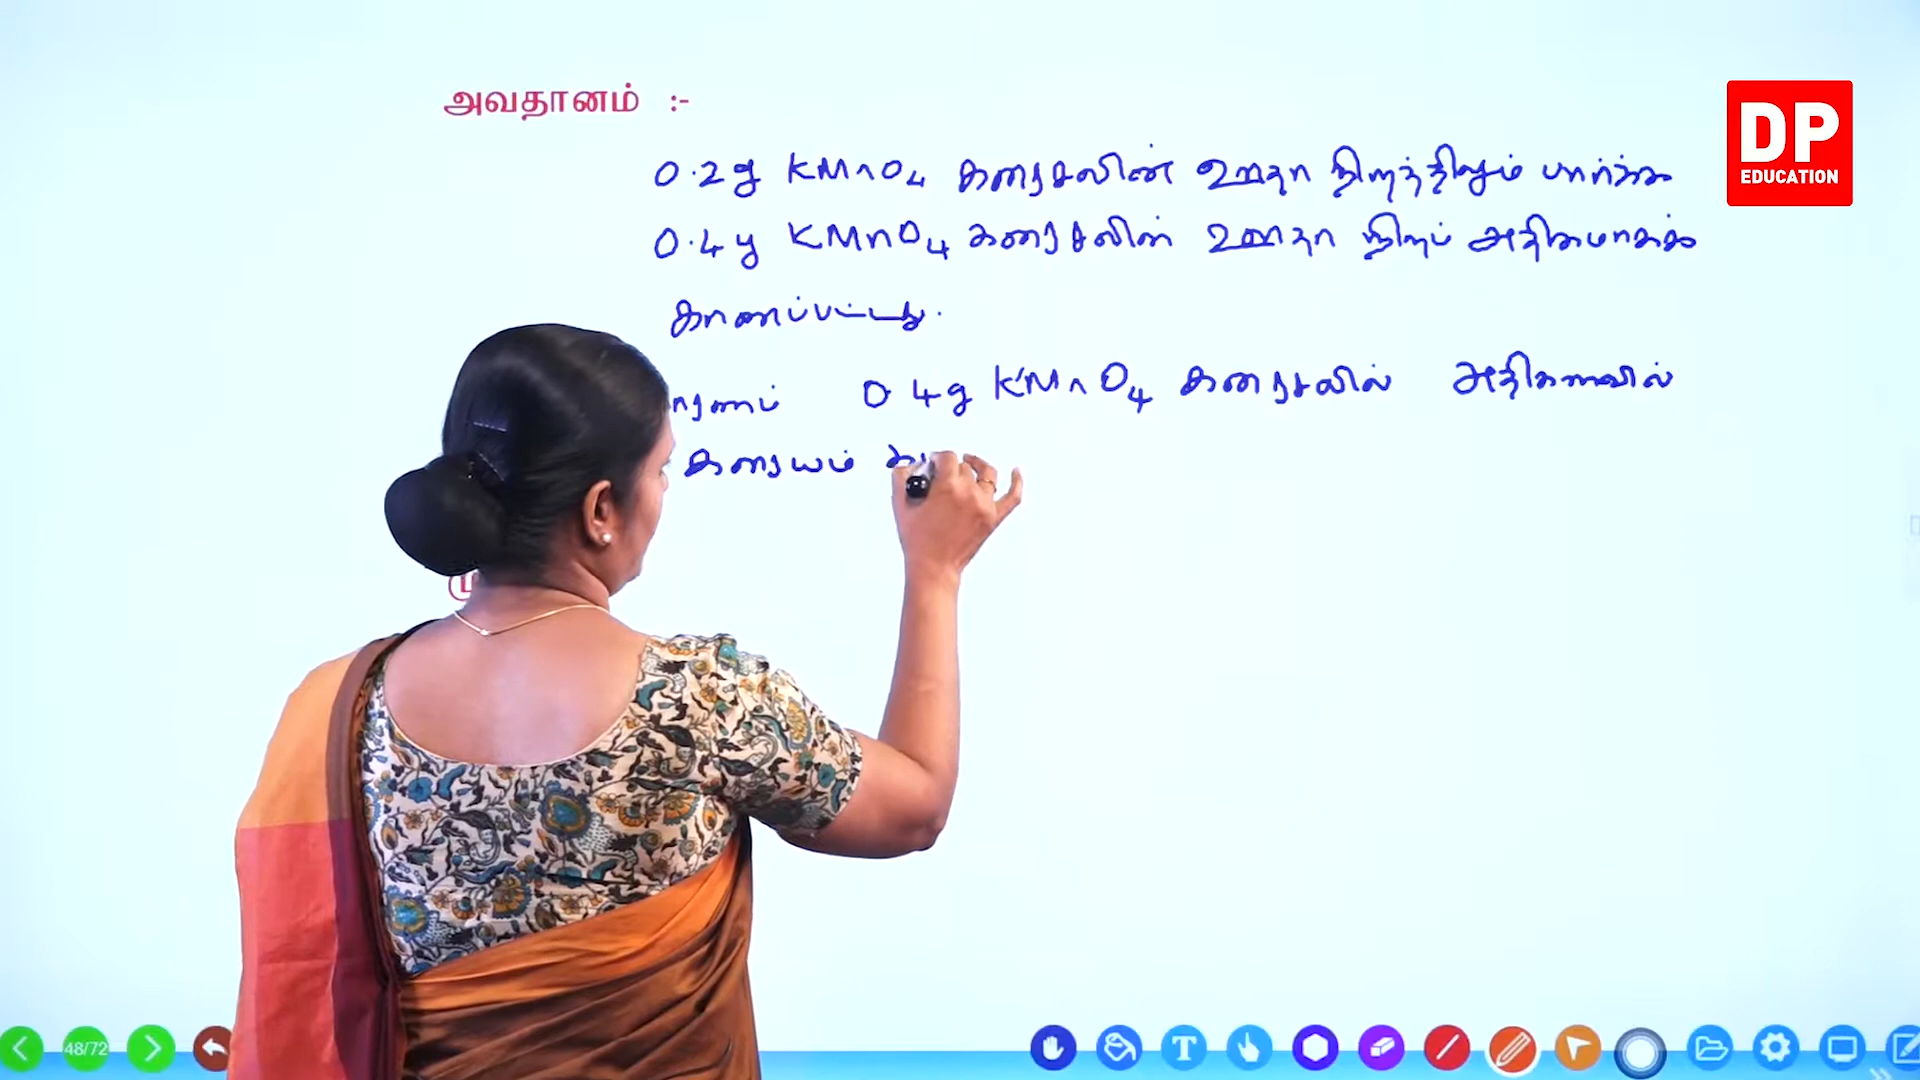 அவதானம் :-
DP
EDUCATION
0.2g KMnO4 கரைசலின் ஊதா நிறத்திலும் பார்க்க
0.4g KMnO4 கரைசலின் ஊதா நிறம் அதிகமாகக்
காணப்பட்டது.
0.4g KMnO4 கரைசலில் அதிகளவில்
கரையம்
48/72